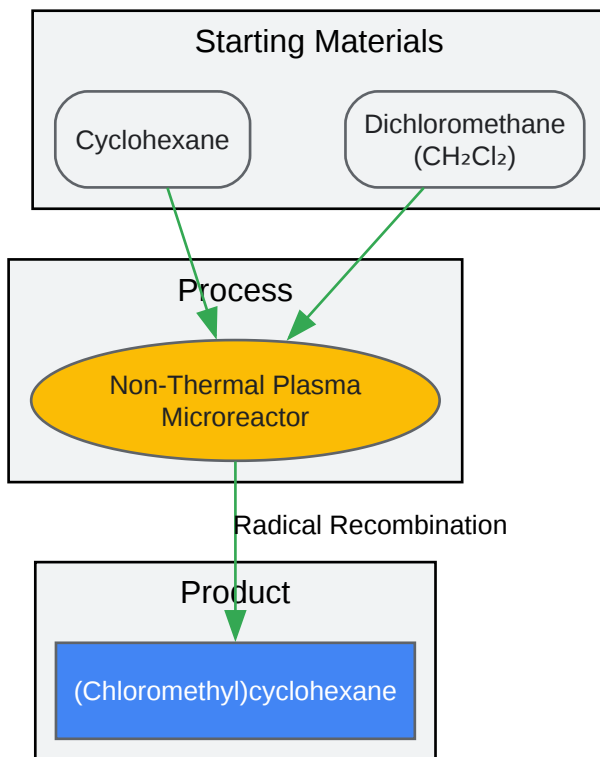 Starting Materials
Cyclohexane
Dichloromethane
(CH₂Cl₂)
Process
Non-Thermal Plasma
Microreactor
Radical Recombination
Product
(Chloromethyl)cyclohexane